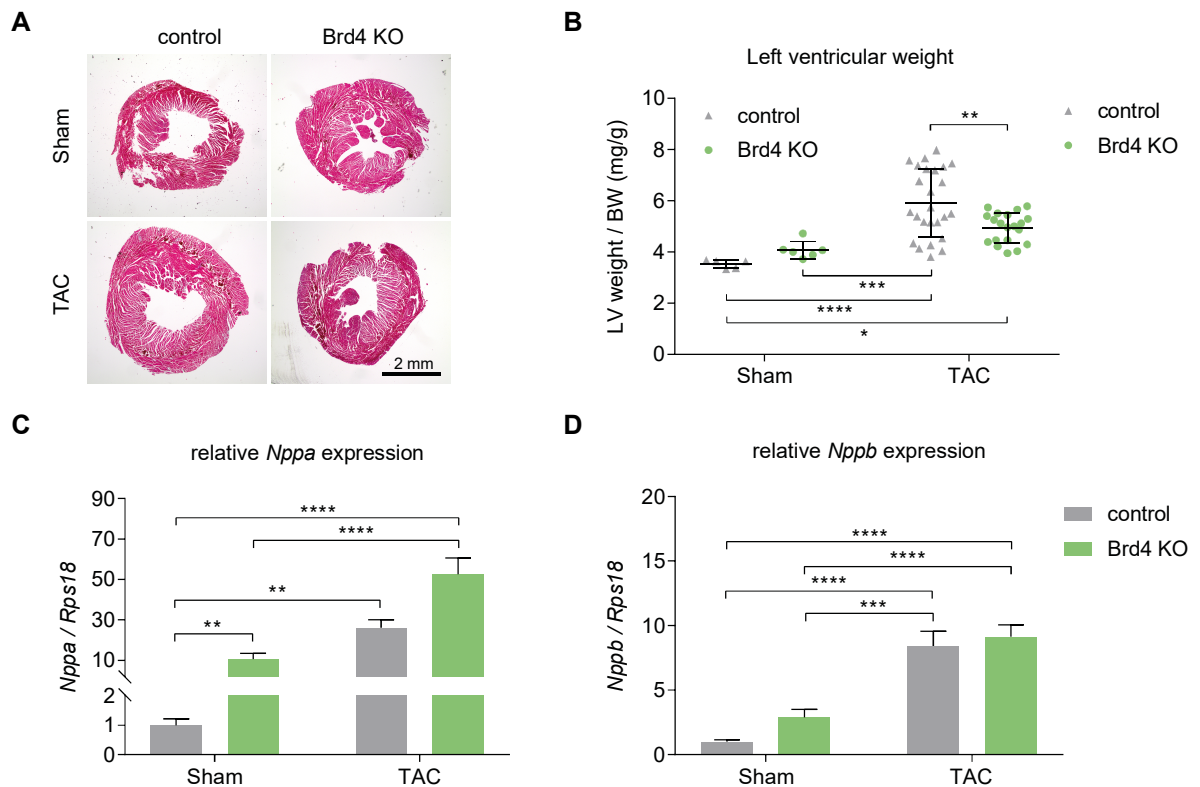 A
control Brd4 KO
Sham
TAC
2 mm
B
Left ventricular weight
LV weight / BW (mg/g)
10
8
6
4
2
0
control
Brd4 KO
**
control
Brd4 KO
***
****
*
Sham TAC
C
relative Nppa expression
Nppa / Rps18
90
70
50
30
10
2
1
0
****
****
**
**
Sham TAC
D
relative Nppb expression
Nppb / Rps18
20
15
10
5
0
****
****
****
***
Sham TAC
control
Brd4 KO